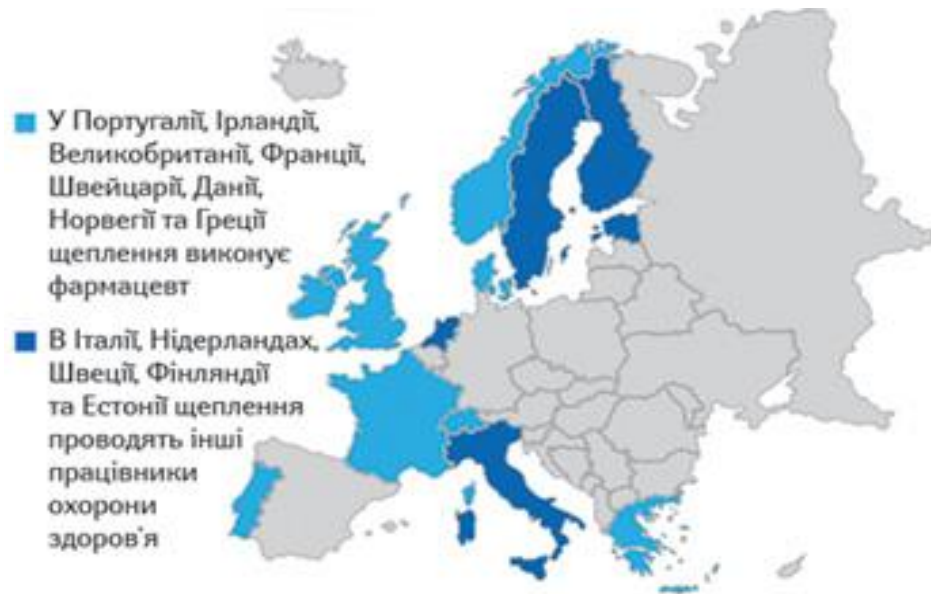 У Португалії, Ірландії,
Великобританії, Франції,
Швейцарії, Данії,
Норвегії та Греції
щеплення виконує
фармацевт
В Італії, Нідерландах,
Швеції, Фінляндії
та Естонії щеплення
проводять інші
працівники
охорони
здоров'я